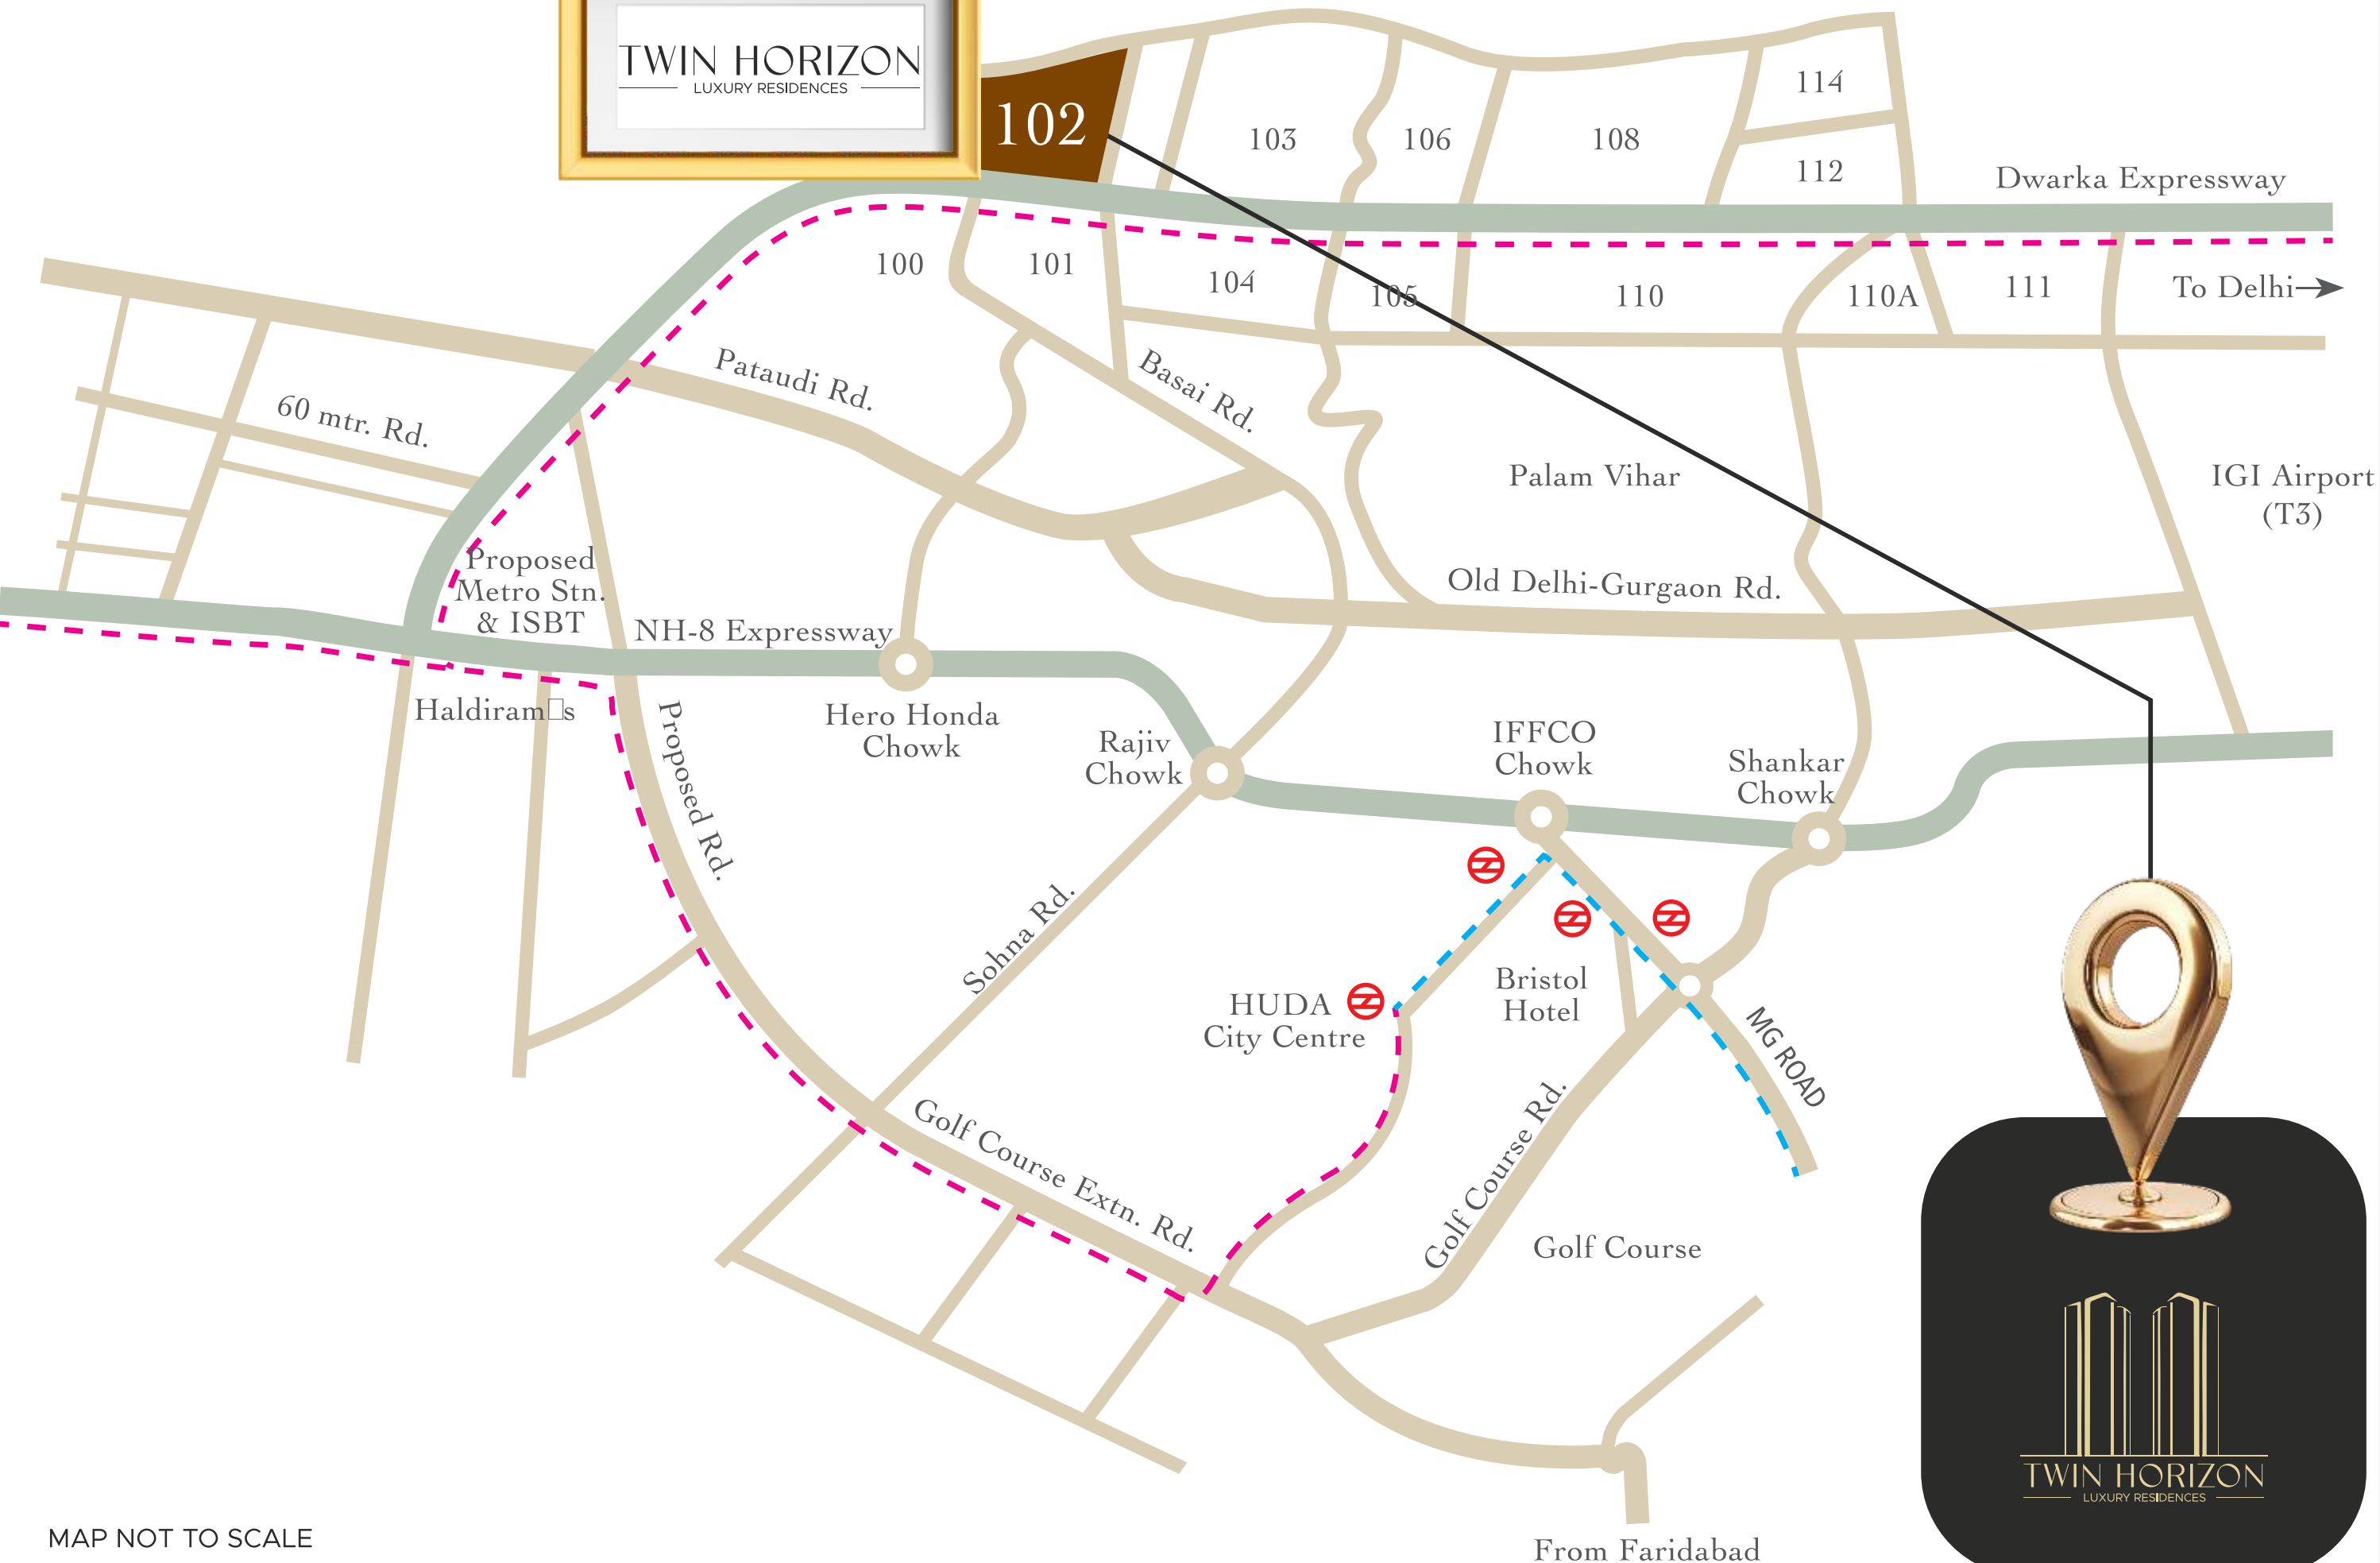 TWIN HORIZON
LUXURY RESIDENCES
102
103
106
108
114
112
Dwarka Expressway
100
101
104
105
110
110A
111
To Delhi
Pataudi Rd.
Basai Rd.
60 mtr. Rd.
Palam Vihar
IGI Airport
(T3)
Proposed
Metro Stn.
& ISBT
Old Delhi-Gurgaon Rd.
NH-8 Expressway
Haldiram□s
Hero Honda
Chowk
Rajiv
Chowk
IFFCO
Chowk
Shankar
Chowk
Proposed Rd.
Sohna Rd.
HUDA
City Centre
Bristol
Hotel
MG ROAD
Golf Course Extn. Rd.
Golf Course Rd.
Golf Course
TWIN HORIZON
LUXURY RESIDENCES
MAP NOT TO SCALE
From Faridabad